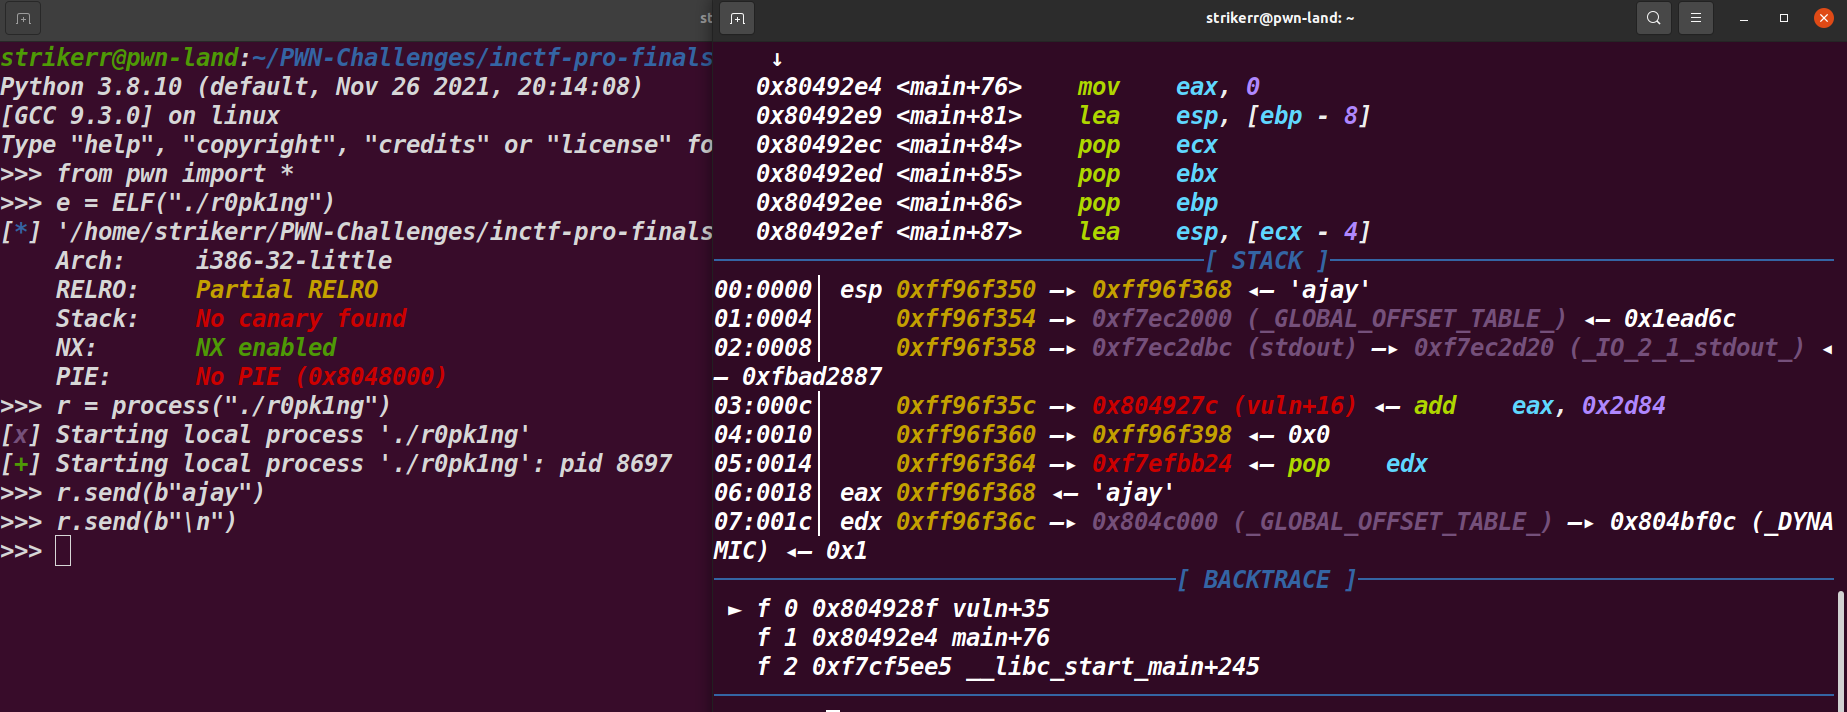 st
strikerr@pwn-land:~/PWN-Challenges/inctf-pro-finals
Python 3.8.10 (default, Nov 26 2021, 20:14:08)
[GCC 9.3.0] on linux
Type "help", "copyright", "credits" or "license" fo
>>> from pwn import *
>>> e = ELF("./r0pk1ng")
[*] '/home/strikerr/PWN-Challenges/inctf-pro-finals
    Arch:     i386-32-little
    RELRO:    Partial RELRO
    Stack:    No canary found
    NX:       NX enabled
    PIE:      No PIE (0x8048000)
>>> r = process("./r0pk1ng")
[x] Starting local process './r0pk1ng'
[+] Starting local process './r0pk1ng': pid 8697
>>> r.send(b"ajay")
>>> r.send(b"\n")
>>>
strikerr@pwn-land: ~
↓
0x80492e4 <main+76>    mov    eax, 0
0x80492e9 <main+81>    lea    esp, [ebp - 8]
0x80492ec <main+84>    pop    ecx
0x80492ed <main+85>    pop    ebx
0x80492ee <main+86>    pop    ebp
0x80492ef <main+87>    lea    esp, [ecx - 4]
[ STACK ]
00:0000│ esp 0xff96f350 —▸ 0xff96f368 ◂— 'ajay'
01:0004│     0xff96f354 —▸ 0xf7ec2000 (_GLOBAL_OFFSET_TABLE_) ◂— 0x1ead6c
02:0008│     0xff96f358 —▸ 0xf7ec2dbc (stdout) —▸ 0xf7ec2d20 (_IO_2_1_stdout_) ◂
— 0xfbad2887
03:000c│     0xff96f35c —▸ 0x804927c (vuln+16) ◂— add    eax, 0x2d84
04:0010│     0xff96f360 —▸ 0xff96f398 ◂— 0x0
05:0014│     0xff96f364 —▸ 0xf7efbb24 ◂— pop    edx
06:0018│ eax 0xff96f368 ◂— 'ajay'
07:001c│ edx 0xff96f36c —▸ 0x804c000 (_GLOBAL_OFFSET_TABLE_) —▸ 0x804bf0c (_DYNA
MIC) ◂— 0x1
[ BACKTRACE ]
► f 0 0x804928f vuln+35
  f 1 0x80492e4 main+76
  f 2 0xf7cf5ee5 __libc_start_main+245